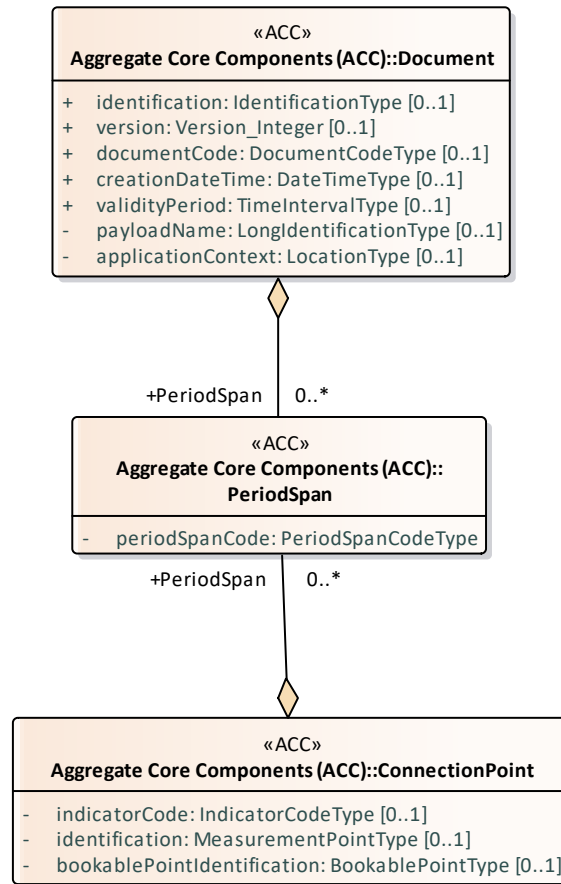 «ACC»
Aggregate Core Components (ACC)::Document
+ identification: IdentificationType [0..1]
+ version: Version_Integer [0..1]
+ documentCode: DocumentCodeType [0..1]
+ creationDateTime: DateTimeType [0..1]
+ validityPeriod: TimeIntervalType [0..1]
- payloadName: LongIdentificationType [0..1]
- applicationContext: LocationType [0..1]
+PeriodSpan 0..*
«ACC»
Aggregate Core Components (ACC)::
PeriodSpan
- periodSpanCode: PeriodSpanCodeType
+PeriodSpan 0..*
«ACC»
Aggregate Core Components (ACC)::ConnectionPoint
- indicatorCode: IndicatorCodeType [0..1]
- identification: MeasurementPointType [0..1]
- bookablePointIdentification: BookablePointType [0..1]